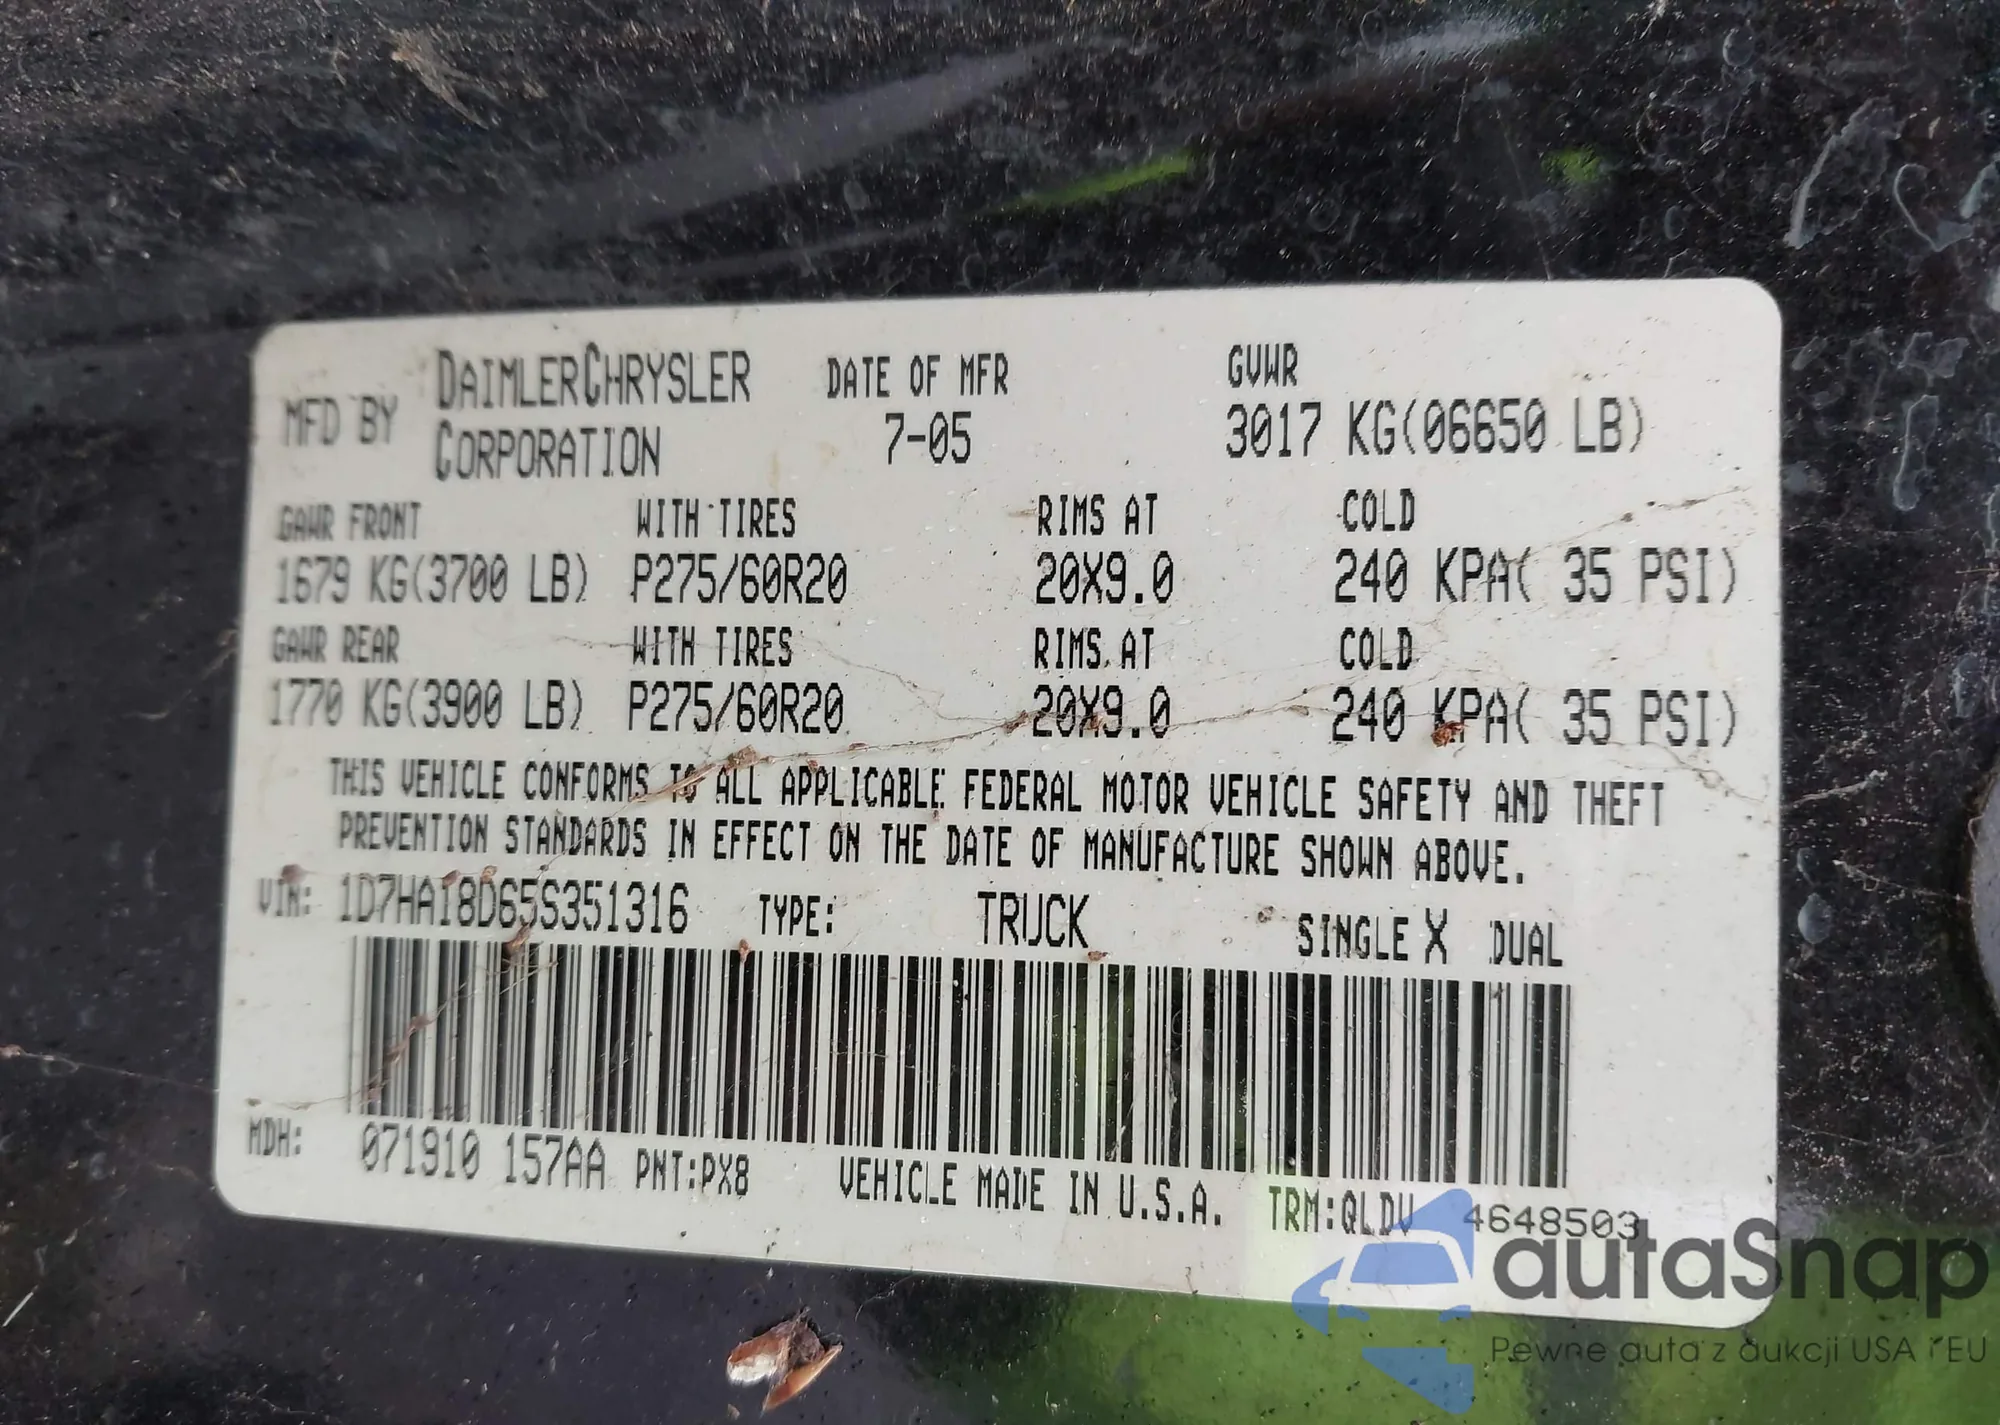 MFD BY DAIMLERCHRYSLER CORPORATION DATE OF MFR 7-05 GVWR 3017 KG(06650 LB)
GAWR FRONT WITH TIRES RIMS AT COLD
1679 KG(3700 LB) P275/60R20 20X9.0 240 KPA( 35 PSI)
GAWR REAR WITH TIRES RIMS AT COLD
1770 KG(3900 LB) P275/60R20 20X9.0 240 KPA( 35 PSI)
THIS VEHICLE CONFORMS TO ALL APPLICABLE FEDERAL MOTOR VEHICLE SAFETY AND THEFT
PREVENTION STANDARDS IN EFFECT ON THE DATE OF MANUFACTURE SHOWN ABOVE.
VIN: 1D7HA18D65S351316 TYPE: TRUCK SINGLE X DUAL
MDH: 071910 157AA PNT:PX8 VEHICLE MADE IN U.S.A. TRM:QLDV 4648503
autaSnap
Pewne auta z aukcji USA i EU